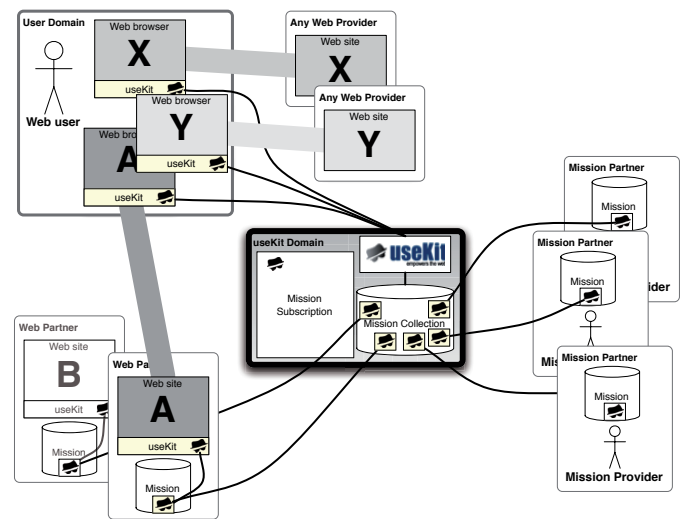 User Domain
Web browser
X
useKit
Web user
Web browser
Y
useKit
Web bro
A
useKit
Any Web Provider
Web site
X
Any Web Provider
Web site
Y
useKit Domain
useKit
empowers the web
Mission
Subscription
Mission Collection
Mission Partner
Mission
ider
Mission Partner
Mission
Mis
Mission Partner
Mission
Mission Provider
Web Partner
Web site
B
useKit
Mission
Web Pa
Web site
A
useKit
Mission